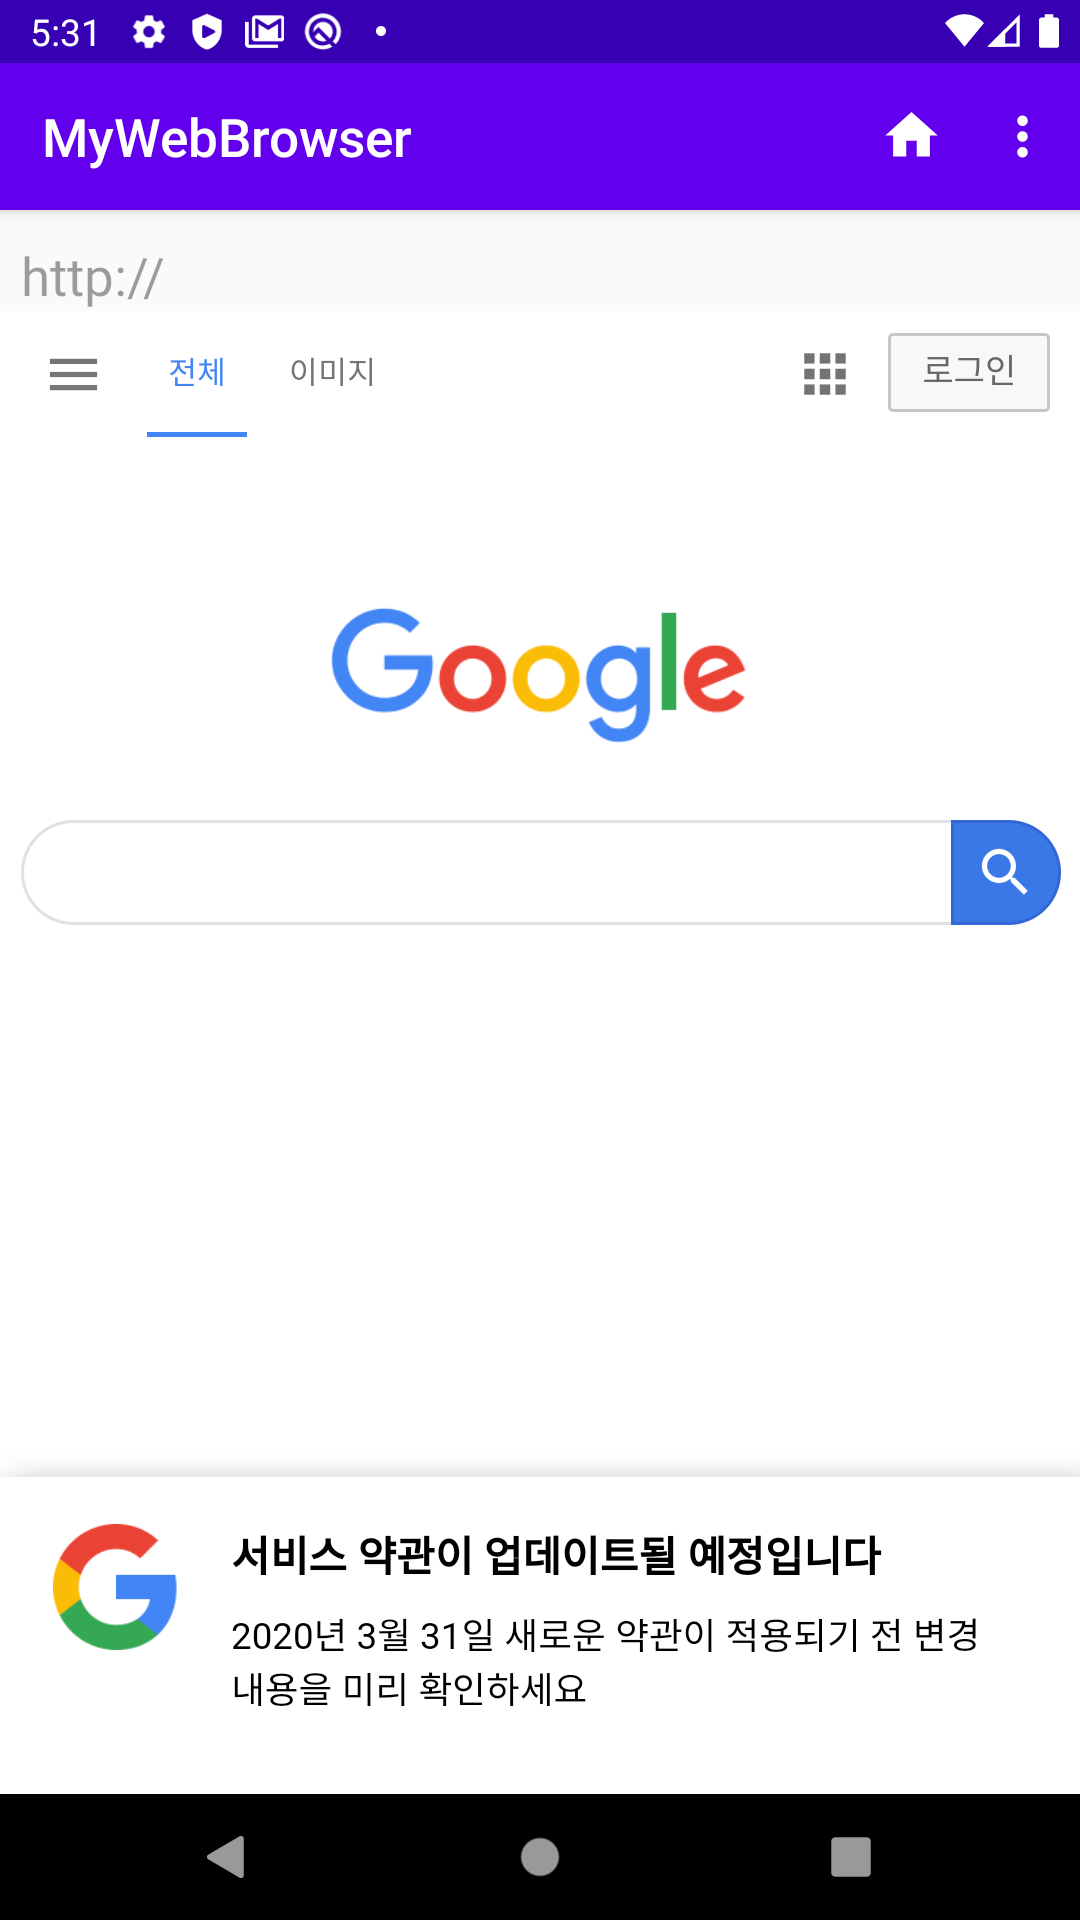 5:31
MyWebBrowser
http://
전체 이미지 로그인
Google
서비스 약관이 업데이트될 예정입니다
2020년 3월 31일 새로운 약관이 적용되기 전 변경
내용을 미리 확인하세요